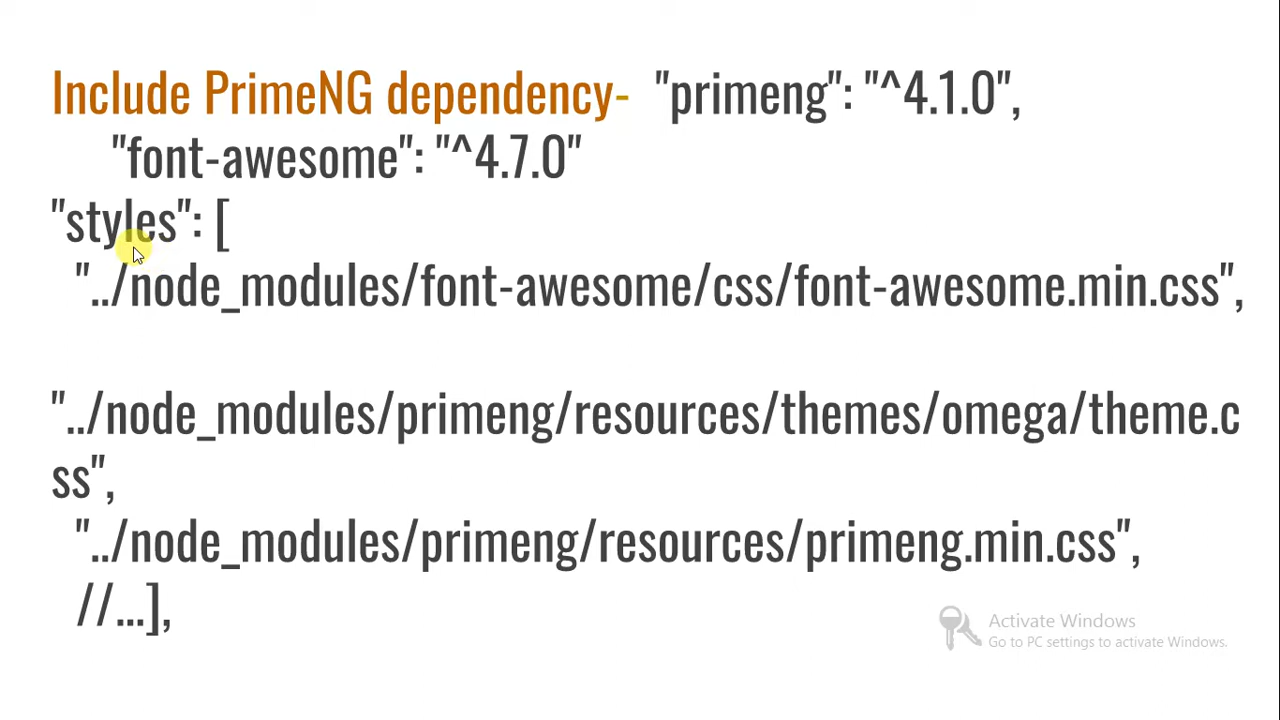 Include PrimeNG dependency- "primeng": "^4.1.0",
"font-awesome": "^4.7.0"
"styles": [
"../node_modules/font-awesome/css/font-awesome.min.css",
"../node_modules/primeng/resources/themes/omega/theme.c
ss",
"../node_modules/primeng/resources/primeng.min.css",
//...],
Activate Windows
Go to PC settings to activate Windows.